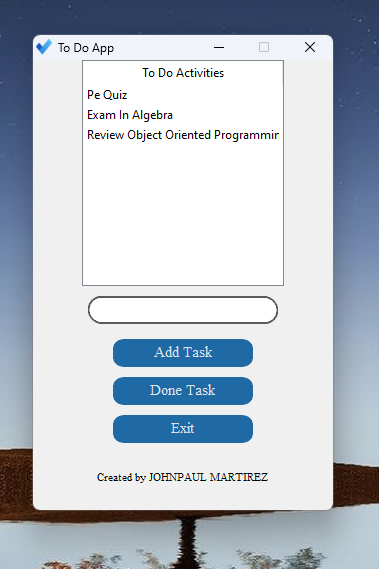 To Do App
To Do Activities
Pe Quiz
Exam In Algebra
Review Object Oriented Programmin
Add Task
Done Task
Exit
Created by JOHNPAUL MARTIREZ